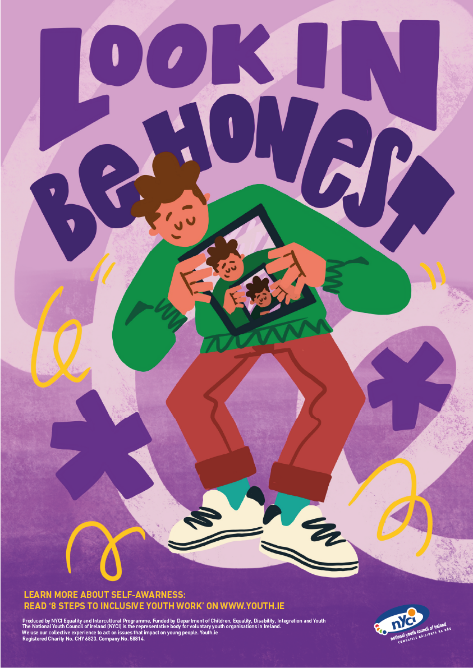 LOOK IN
BE HONEST
LEARN MORE ABOUT SELF-AWARNESS:
READ '8 STEPS TO INCLUSIVE YOUTH WORK' ON WWW.YOUTH.IE
Produced by NYCI Equality and Intercultural Programme, Funded by Department of Children, Equality, Disability, Integration and Youth
The National Youth Council of Ireland (NYCI) is the representative body for voluntary youth organisations in Ireland.
We use our collective experience to act on issues that impact on young people. Youth.ie
Registered Charity No. CHY 6823, Company No. 58814.
nyci
national youth council of ireland